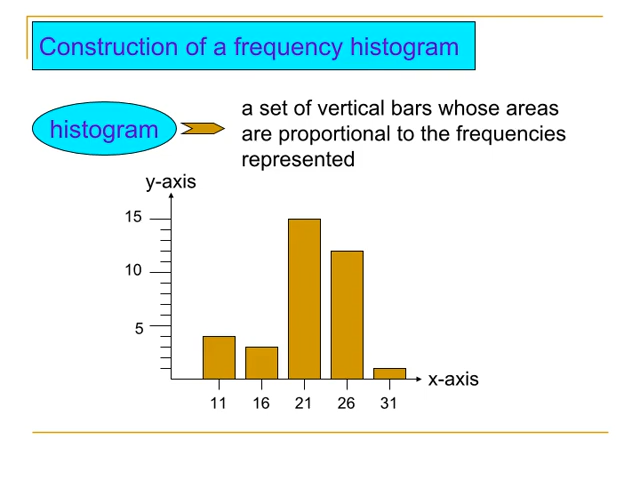 Construction of a frequency histogram
histogram
a set of vertical bars whose areas
are proportional to the frequencies
represented
y-axis
15
10
5
x-axis
11 16 21 26 31